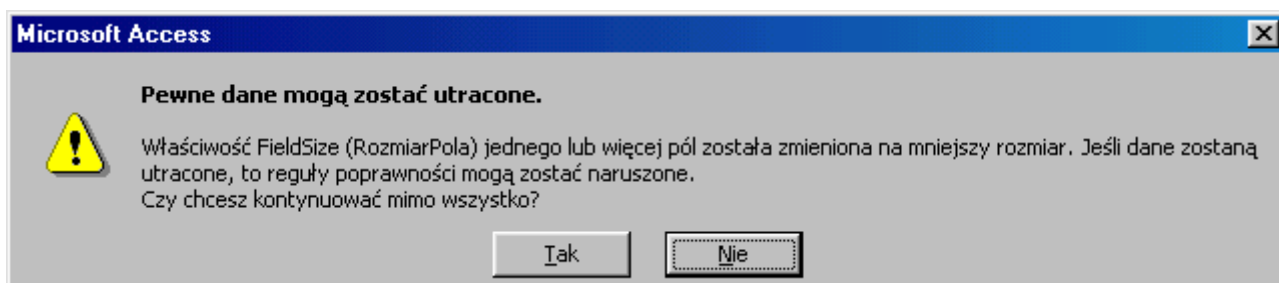 Microsoft Access
Pewne dane mogą zostać utracone.
Właściwość FieldSize (RozmiarPola) jednego lub więcej pól została zmieniona na mniejszy rozmiar. Jeśli dane zostaną
utracone, to reguły poprawności mogą zostać naruszone.
Czy chcesz kontynuować mimo wszystko?
Tak
Nie